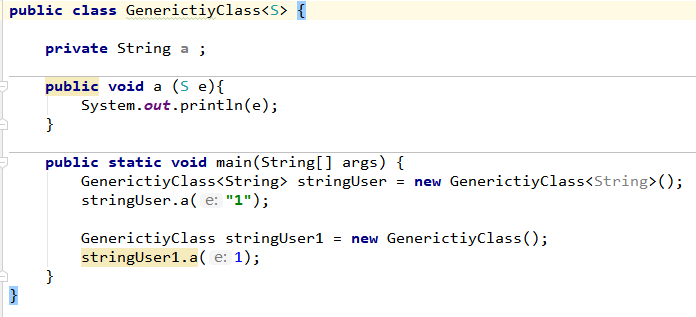 public class GenerictiyClass<S> {
private String a ;
public void a (S e){
System.out.println(e);
}
public static void main(String[] args) {
GenerictiyClass<String> stringUser = new GenerictiyClass<String>();
stringUser.a( e: "1");
GenerictiyClass stringUser1 = new GenerictiyClass();
stringUser1.a( e: 1);
}
}